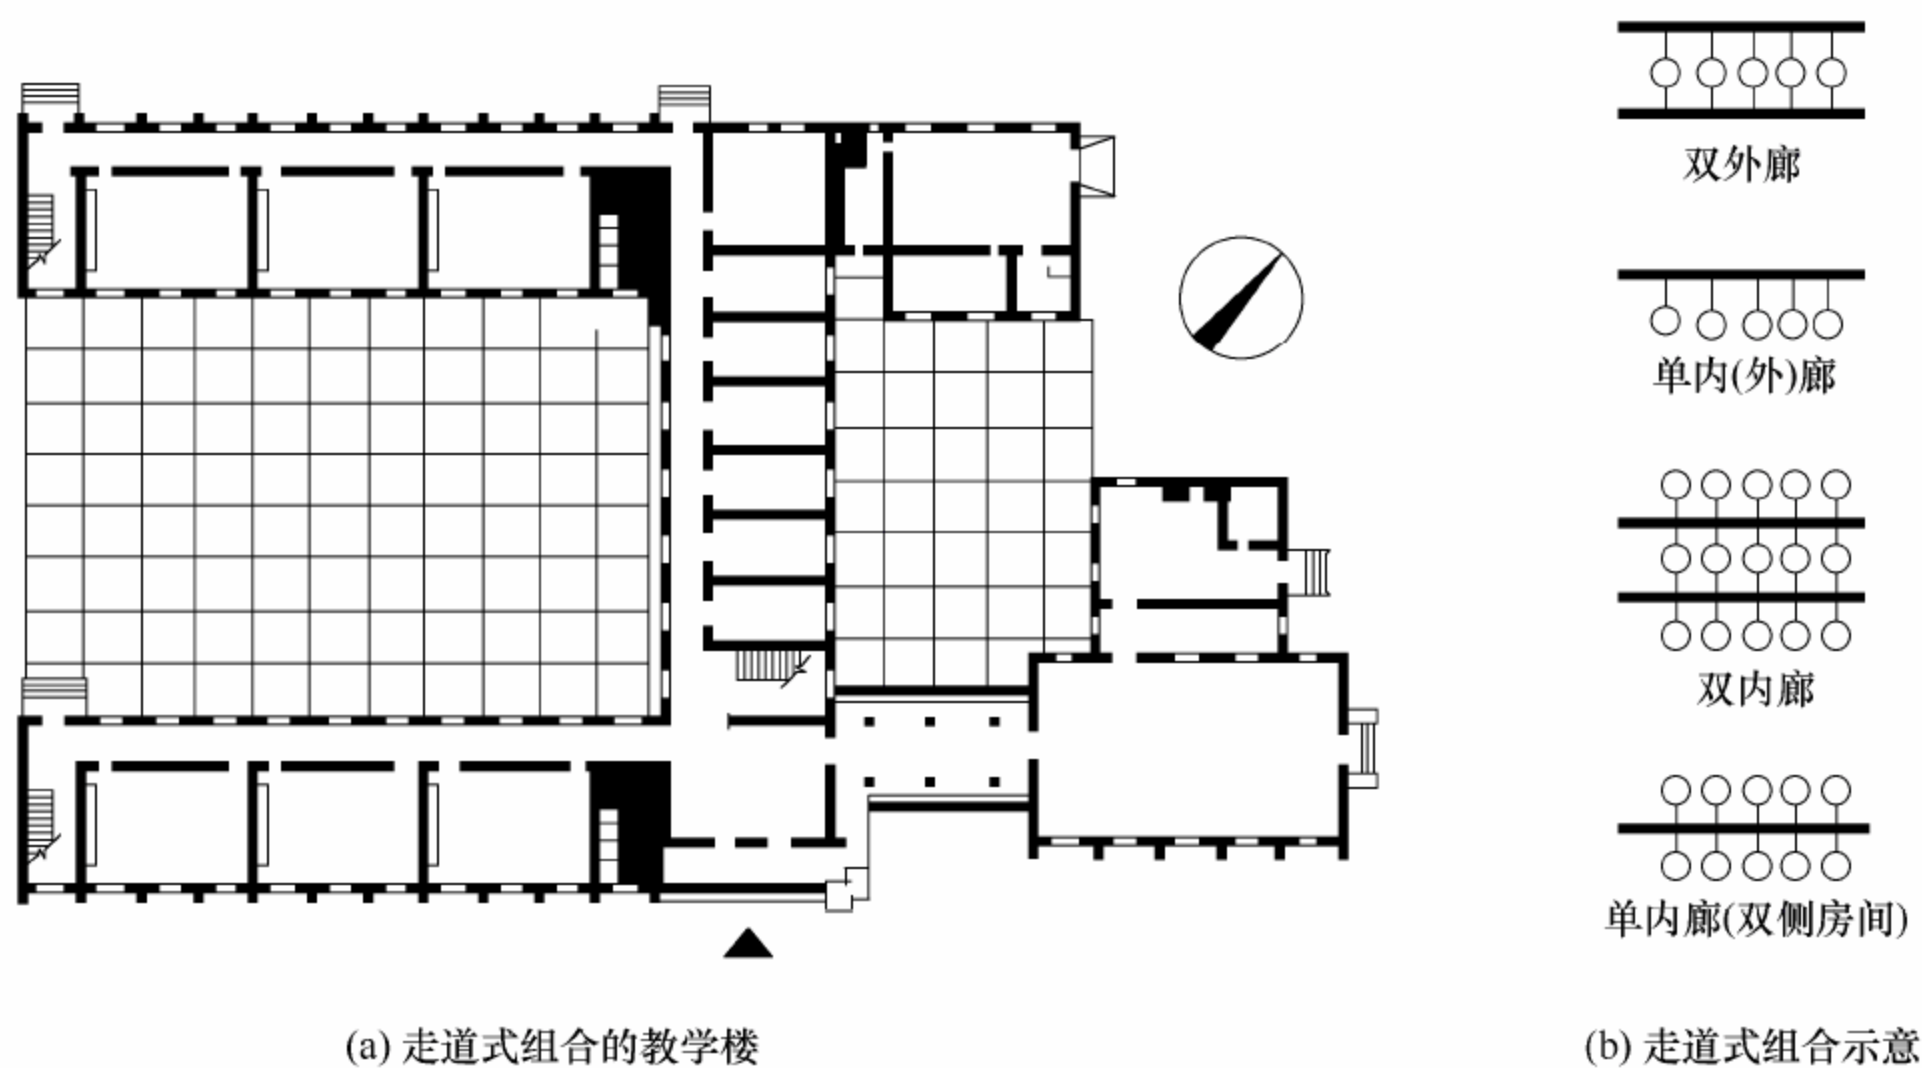 双外廊
单内(外)廊
双内廊
单内廊(双侧房间)
(a) 走道式组合的教学楼
(b) 走道式组合示意